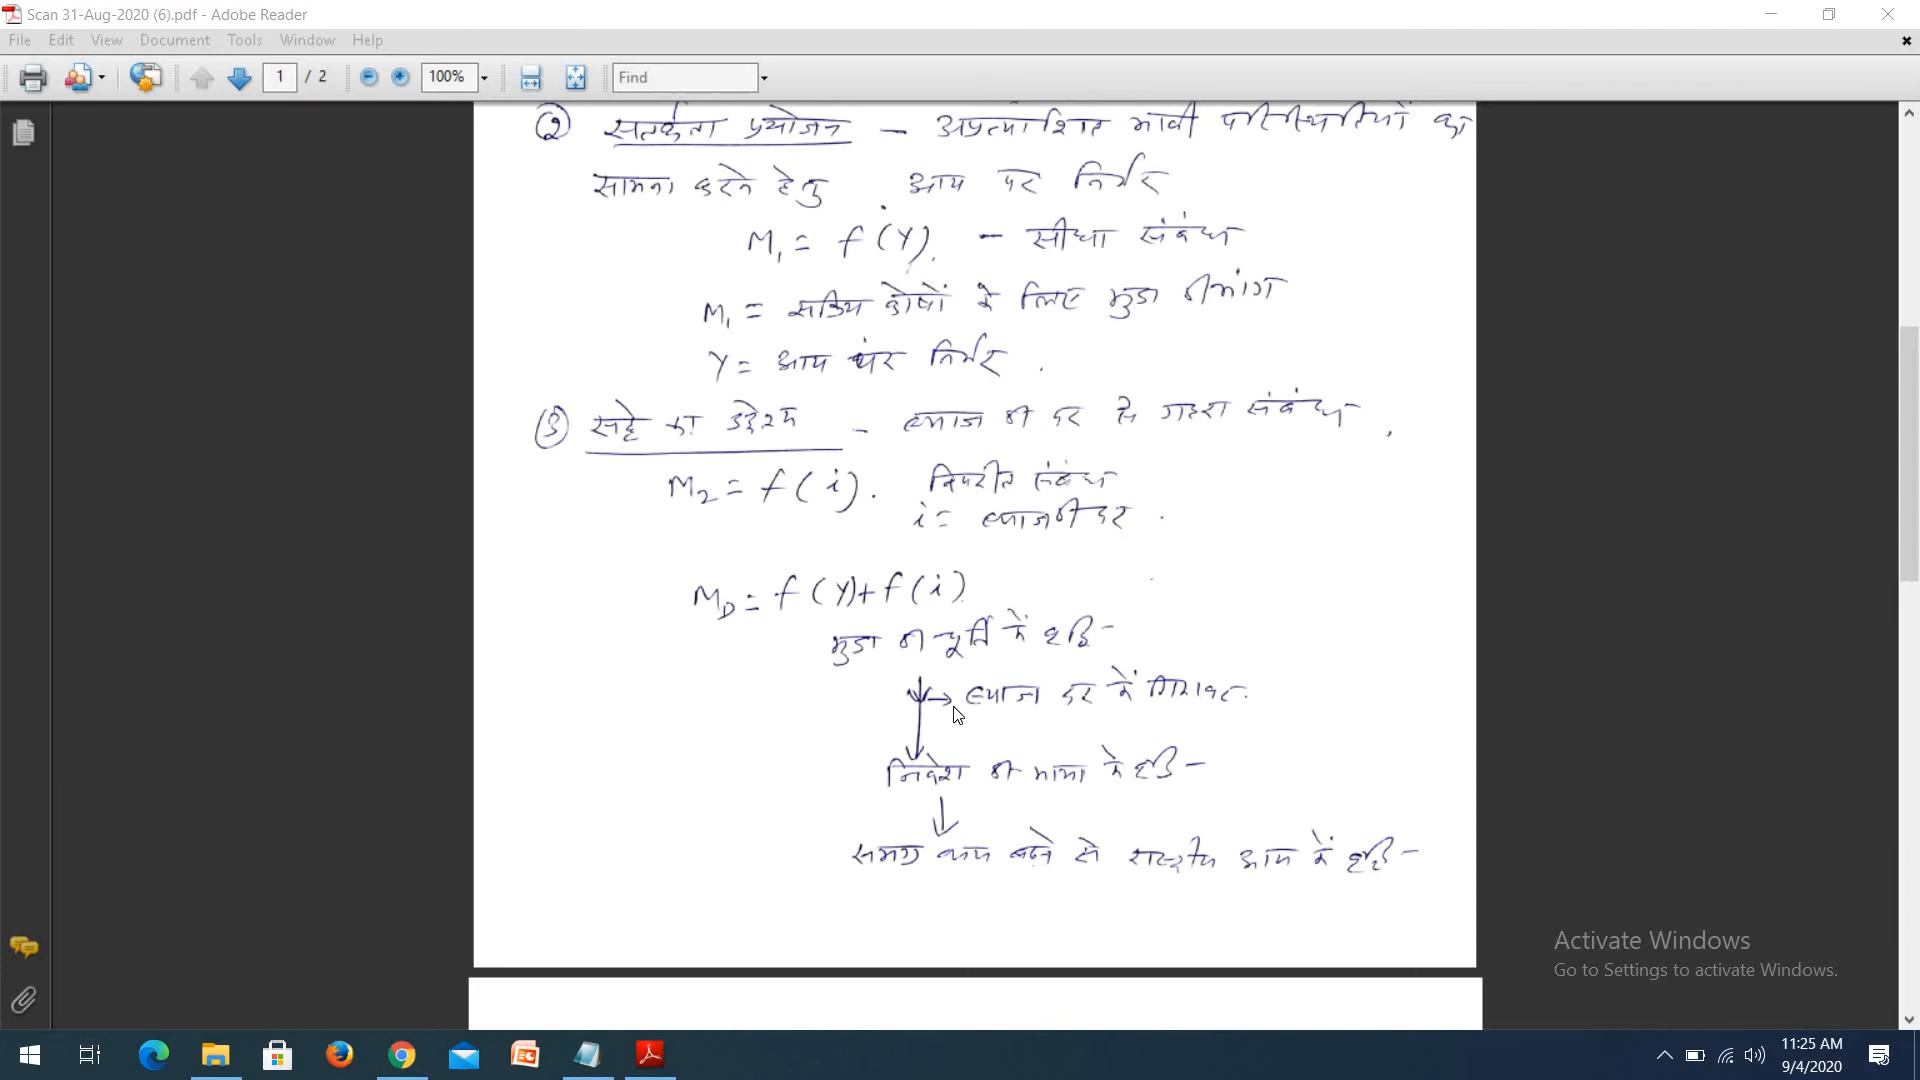 Scan 31-Aug-2020 (6).pdf - Adobe Reader
File Edit View Document Tools Window Help
1 / 2 100% Find
② सतर्कता प्रयोजन – अप्रत्याशित भावी परिस्थितियों का
सामना करने हेतु आय पर निर्भर
M₁ = f(Y). – सीधा संबंध
M₁ = सक्रिय कोषों के लिए मुद्रा की मांग
Y = आय पर निर्भर .
③ सट्टे का उद्देश्य – ब्याज की दर से गहरा संबंध .
M₂ = f(i). विपरीत संबंध
i = ब्याज की दर .
M_D = f(Y)+f(i)
मुद्रा की पूर्ति में वृद्धि –
↓→ ब्याज दर में गिरावट.
निवेश की मात्रा में वृद्धि –
↓
समग्र व्यय बढ़ने से राष्ट्रीय आय में वृद्धि –
Activate Windows
Go to Settings to activate Windows.
11:25 AM
9/4/2020